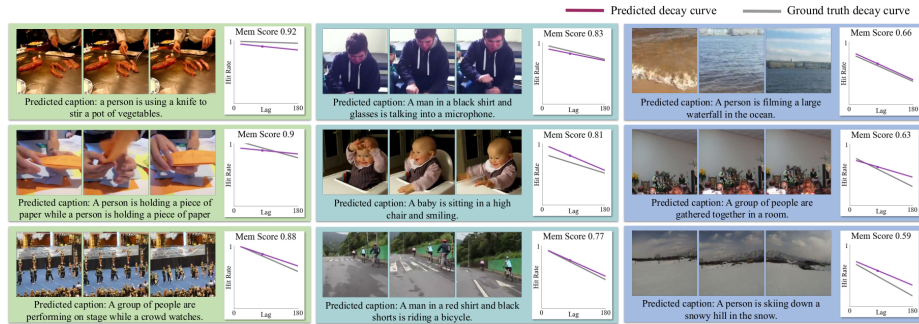 Predicted decay curve
Ground truth decay curve
Mem Score 0.92
1
Hit Rate
0
Lag
180
Predicted caption: a person is using a knife to
stir a pot of vegetables.
Mem Score 0.83
1
Hit Rate
0
Lag
180
Predicted caption: A man in a black shirt and
glasses is talking into a microphone.
Mem Score 0.66
1
Hit Rate
0
Lag
180
Predicted caption: a person is filming a large
waterfall in the ocean.
Mem Score 0.9
1
Hit Rate
0
Lag
180
Predicted caption: A person is holding a piece of
paper while a person is holding a piece of paper
Mem Score 0.81
1
Hit Rate
0
Lag
180
Predicted caption: A baby is sitting in a high
chair and smiling.
Mem Score 0.63
1
Hit Rate
0
Lag
180
Predicted caption: A group of people are
gathered together in a room.
Mem Score 0.88
1
Hit Rate
0
Lag
180
Predicted caption: A group of people are
performing on stage while a crowd watches.
Mem Score 0.77
1
Hit Rate
0
Lag
180
Predicted caption: A man in a red shirt and black
shorts is riding a bicycle.
Mem Score 0.59
1
Hit Rate
0
Lag
180
Predicted caption: A person is skiing down a
snowy hill in the snow.